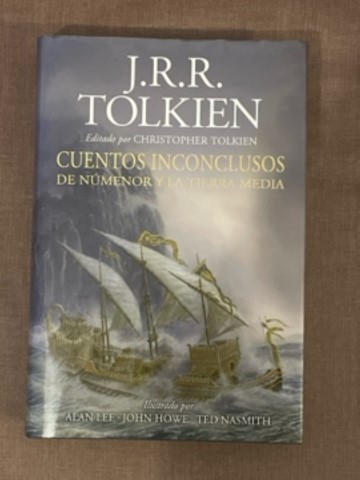 J.R.R.
TOLKIEN
Editado por CHRISTOPHER TOLKIEN
CUENTOS INCONCLUSOS
DE NÚMENOR Y LA TIERRA MEDIA
Ilustrado por
ALAN LEE · JOHN HOWE · TED NASMITH